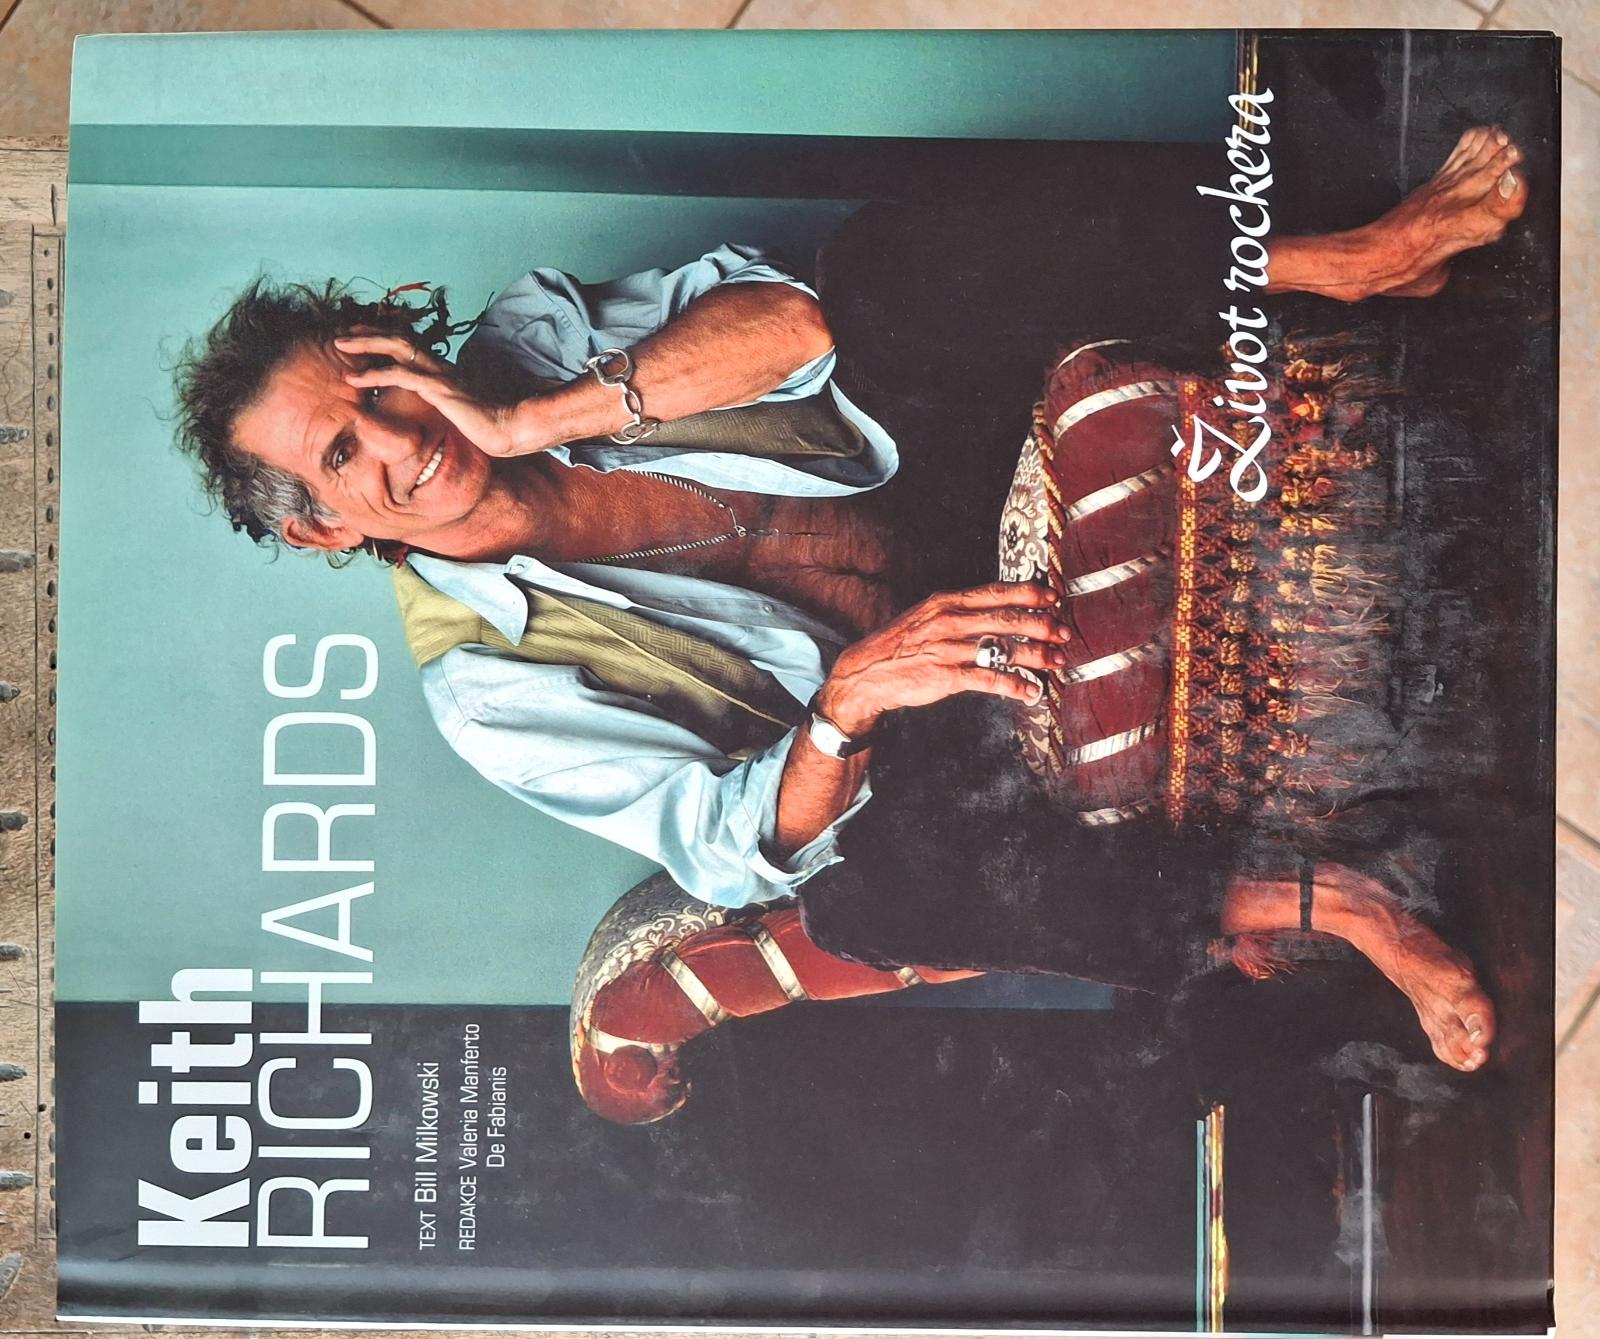 Keith
RICHARDS
TEXT Bill Milkowski
REDAKCE Valeria Manferto
De Fabianis
Život rockera